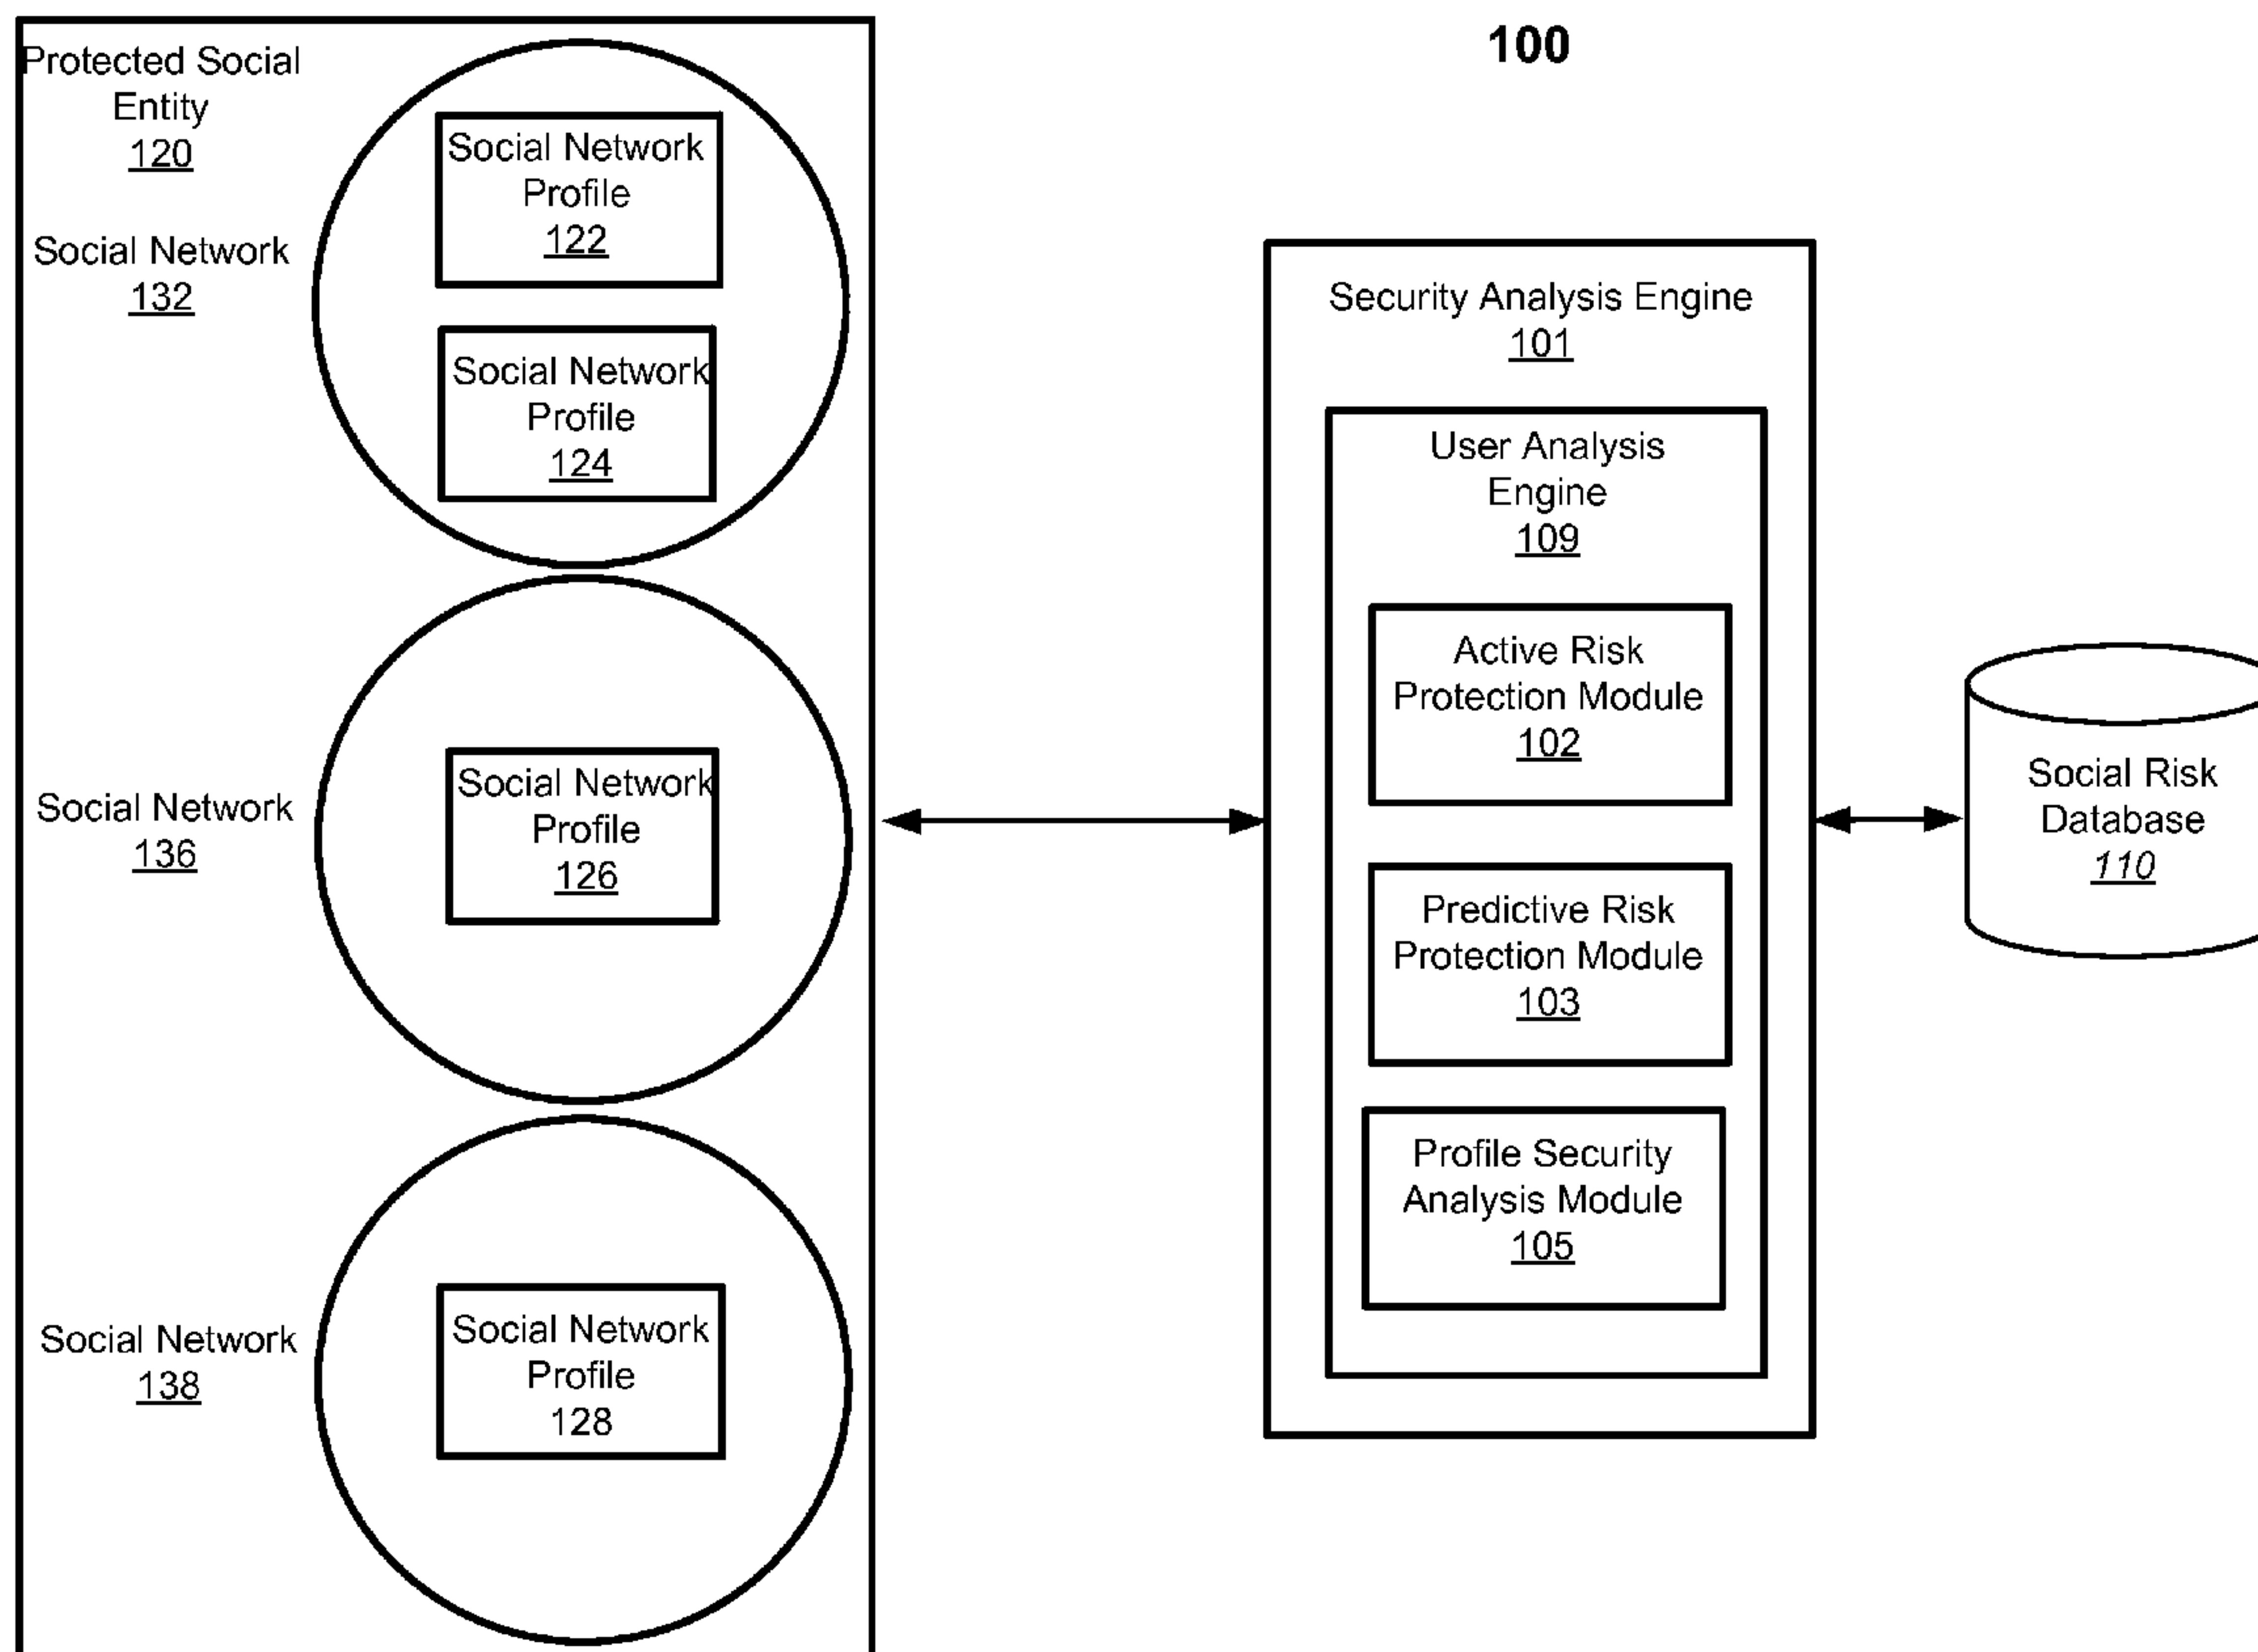 100
Protected Social
Entity
120
Social Network
132
Social Network
Profile
122
Social Network
Profile
124
Social Network
136
Social Network
Profile
126
Social Network
138
Social Network
Profile
128
Security Analysis Engine
101
User Analysis
Engine
109
Active Risk
Protection Module
102
Predictive Risk
Protection Module
103
Profile Security
Analysis Module
105
Social Risk
Database
110